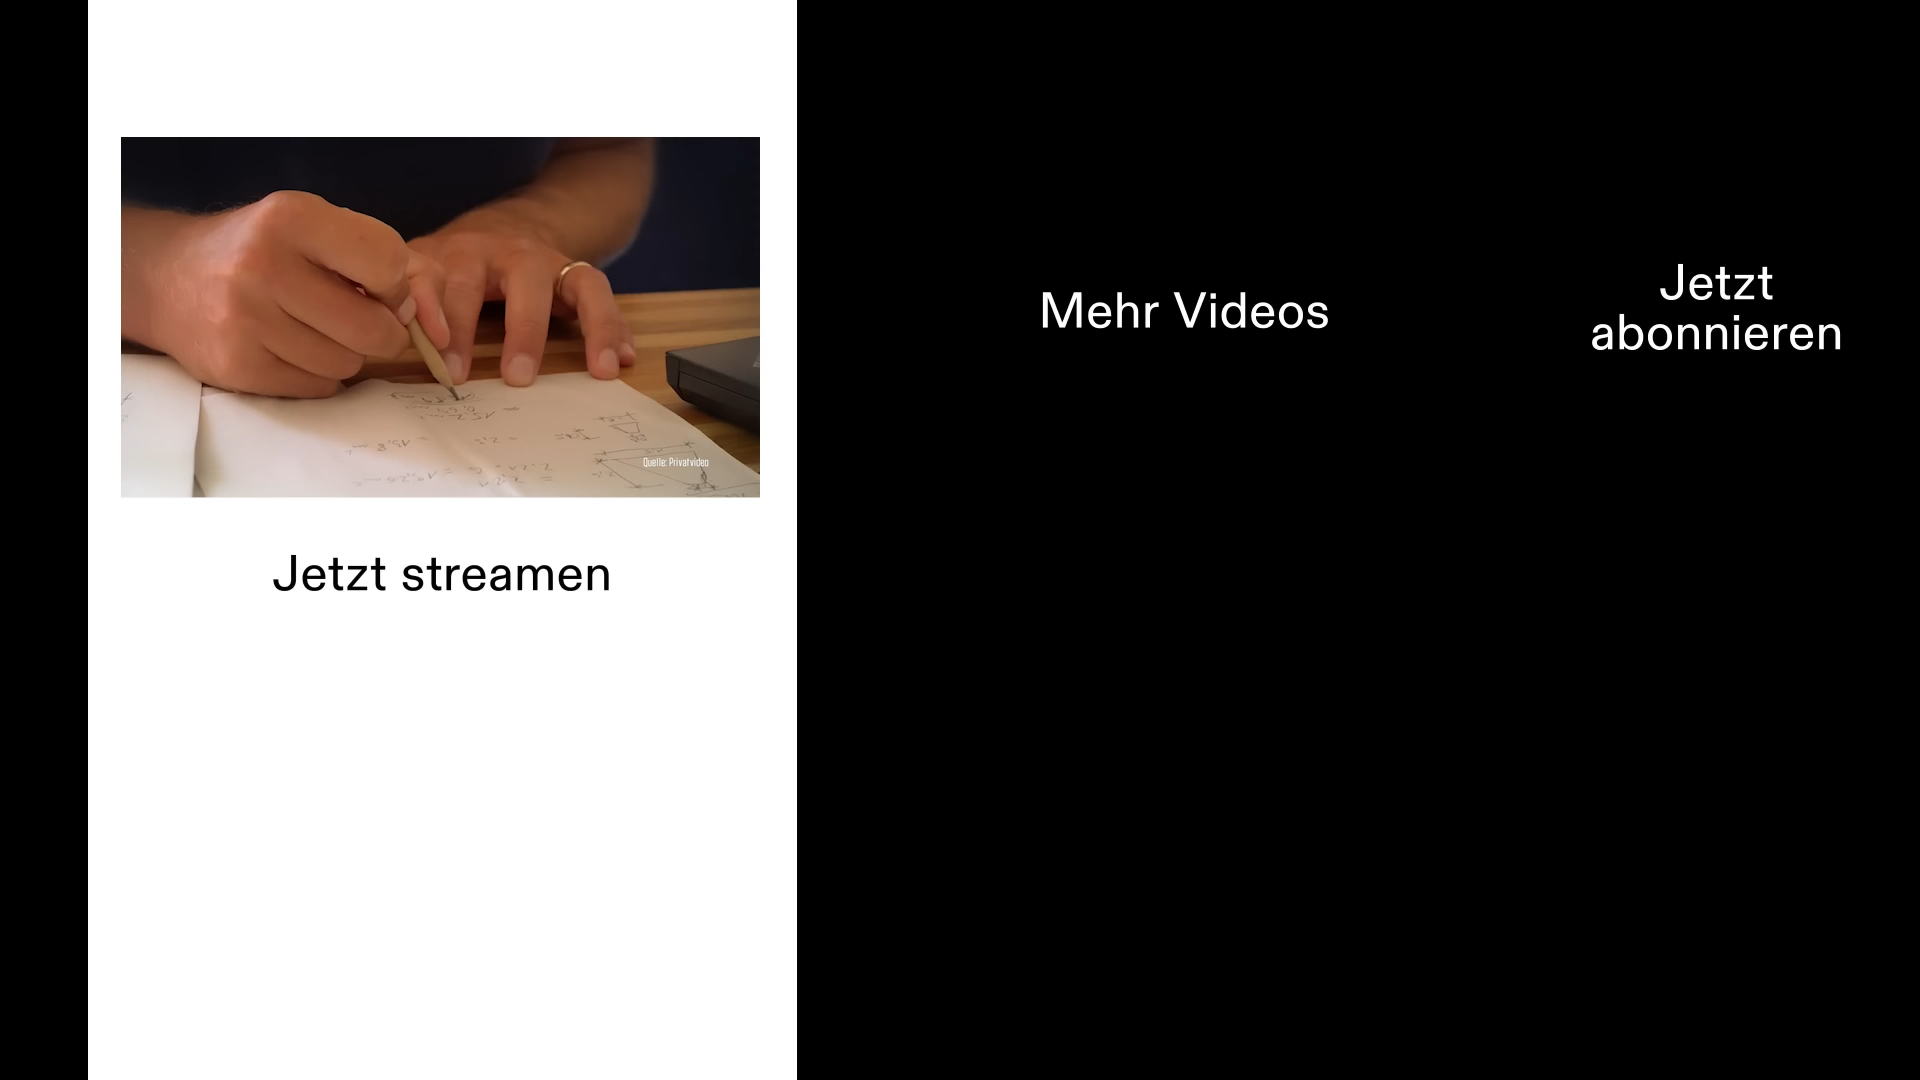 Quelle: Privatvideo
Jetzt streamen
Mehr Videos
Jetzt
abonnieren